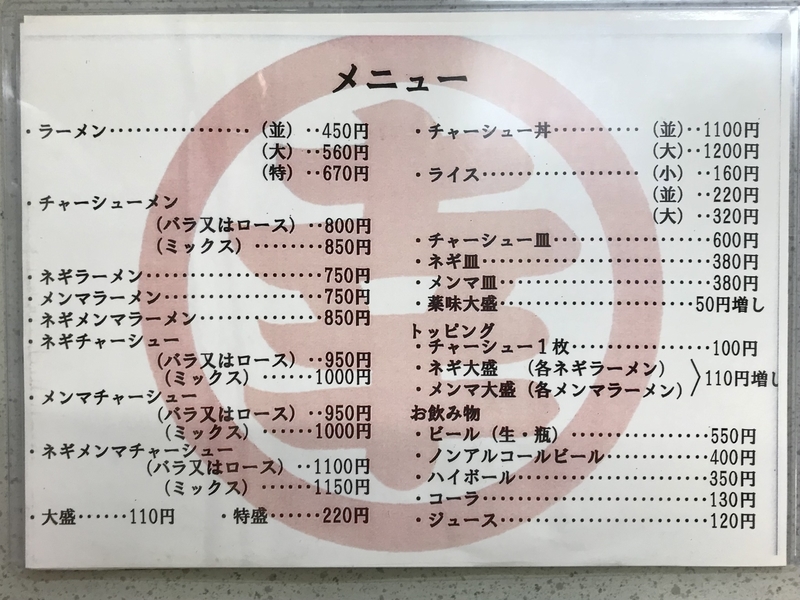 メニュー
・ラーメン················（並）··450円
（大）··560円
（特）··670円
・チャーシューメン
（バラ又はロース）··800円
（ミックス）········850円
・ネギラーメン···············750円
・メンマラーメン··············750円
・ネギメンマラーメン···········850円
・ネギチャーシュー
（バラ又はロース）··950円
（ミックス）······1000円
・メンマチャーシュー
（バラ又はロース）··950円
（ミックス）······1000円
・ネギメンマチャーシュー
（バラ又はロース）··1100円
（ミックス）······1150円
・大盛······110円　・特盛·······220円
・チャーシュー丼··········（並）··1100円
（大）··1200円
・ライス··················（小）··160円
（並）··220円
（大）··320円
・チャーシュー皿··············600円
・ネギ皿····················380円
・メンマ皿··················380円
・薬味大盛·················50円増し
トッピング
・チャーシュー１枚············100円
・ネギ大盛　（各ネギラーメン）
・メンマ大盛（各メンマラーメン）〉110円増し
お飲み物
・ビール（生・瓶）·············550円
・ノンアルコールビール·········400円
・ハイボール·················350円
・コーラ····················130円
・ジュース··················120円